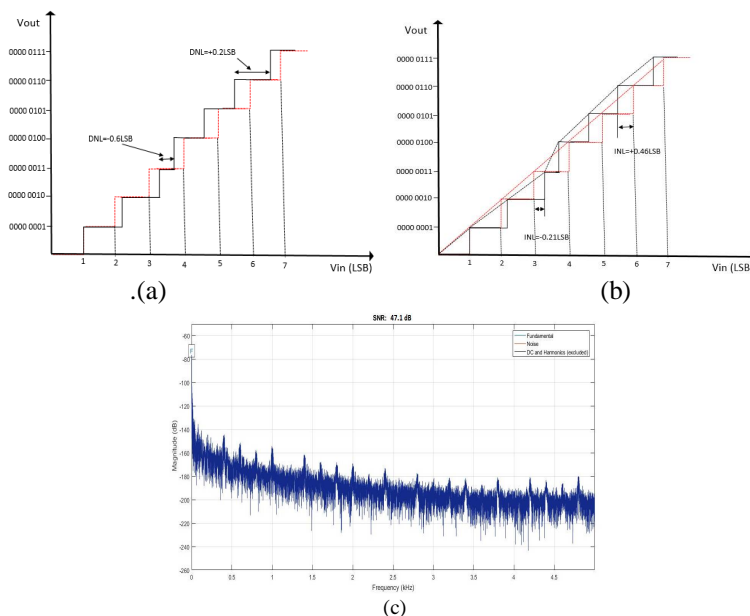 Vout
0000 0111
0000 0110
0000 0101
0000 0100
0000 0011
0000 0010
0000 0001
DNL=+0.2LSB
DNL=-0.6LSB
1 2 3 4 5 6 7
Vin (LSB)
.(a)
Vout
0000 0111
0000 0110
0000 0101
0000 0100
0000 0011
0000 0010
0000 0001
INL=+0.46LSB
INL=-0.21LSB
1 2 3 4 5 6 7
Vin (LSB)
(b)
SNR: 47.1 dB
Fundamental
Noise
DC and Harmonics (excluded)
F
Magnitude (dB)
-60
-80
-100
-120
-140
-160
-180
-200
-220
-240
-260
0 0.5 1 1.5 2 2.5 3 3.5 4 4.5
Frequency (kHz)
(c)